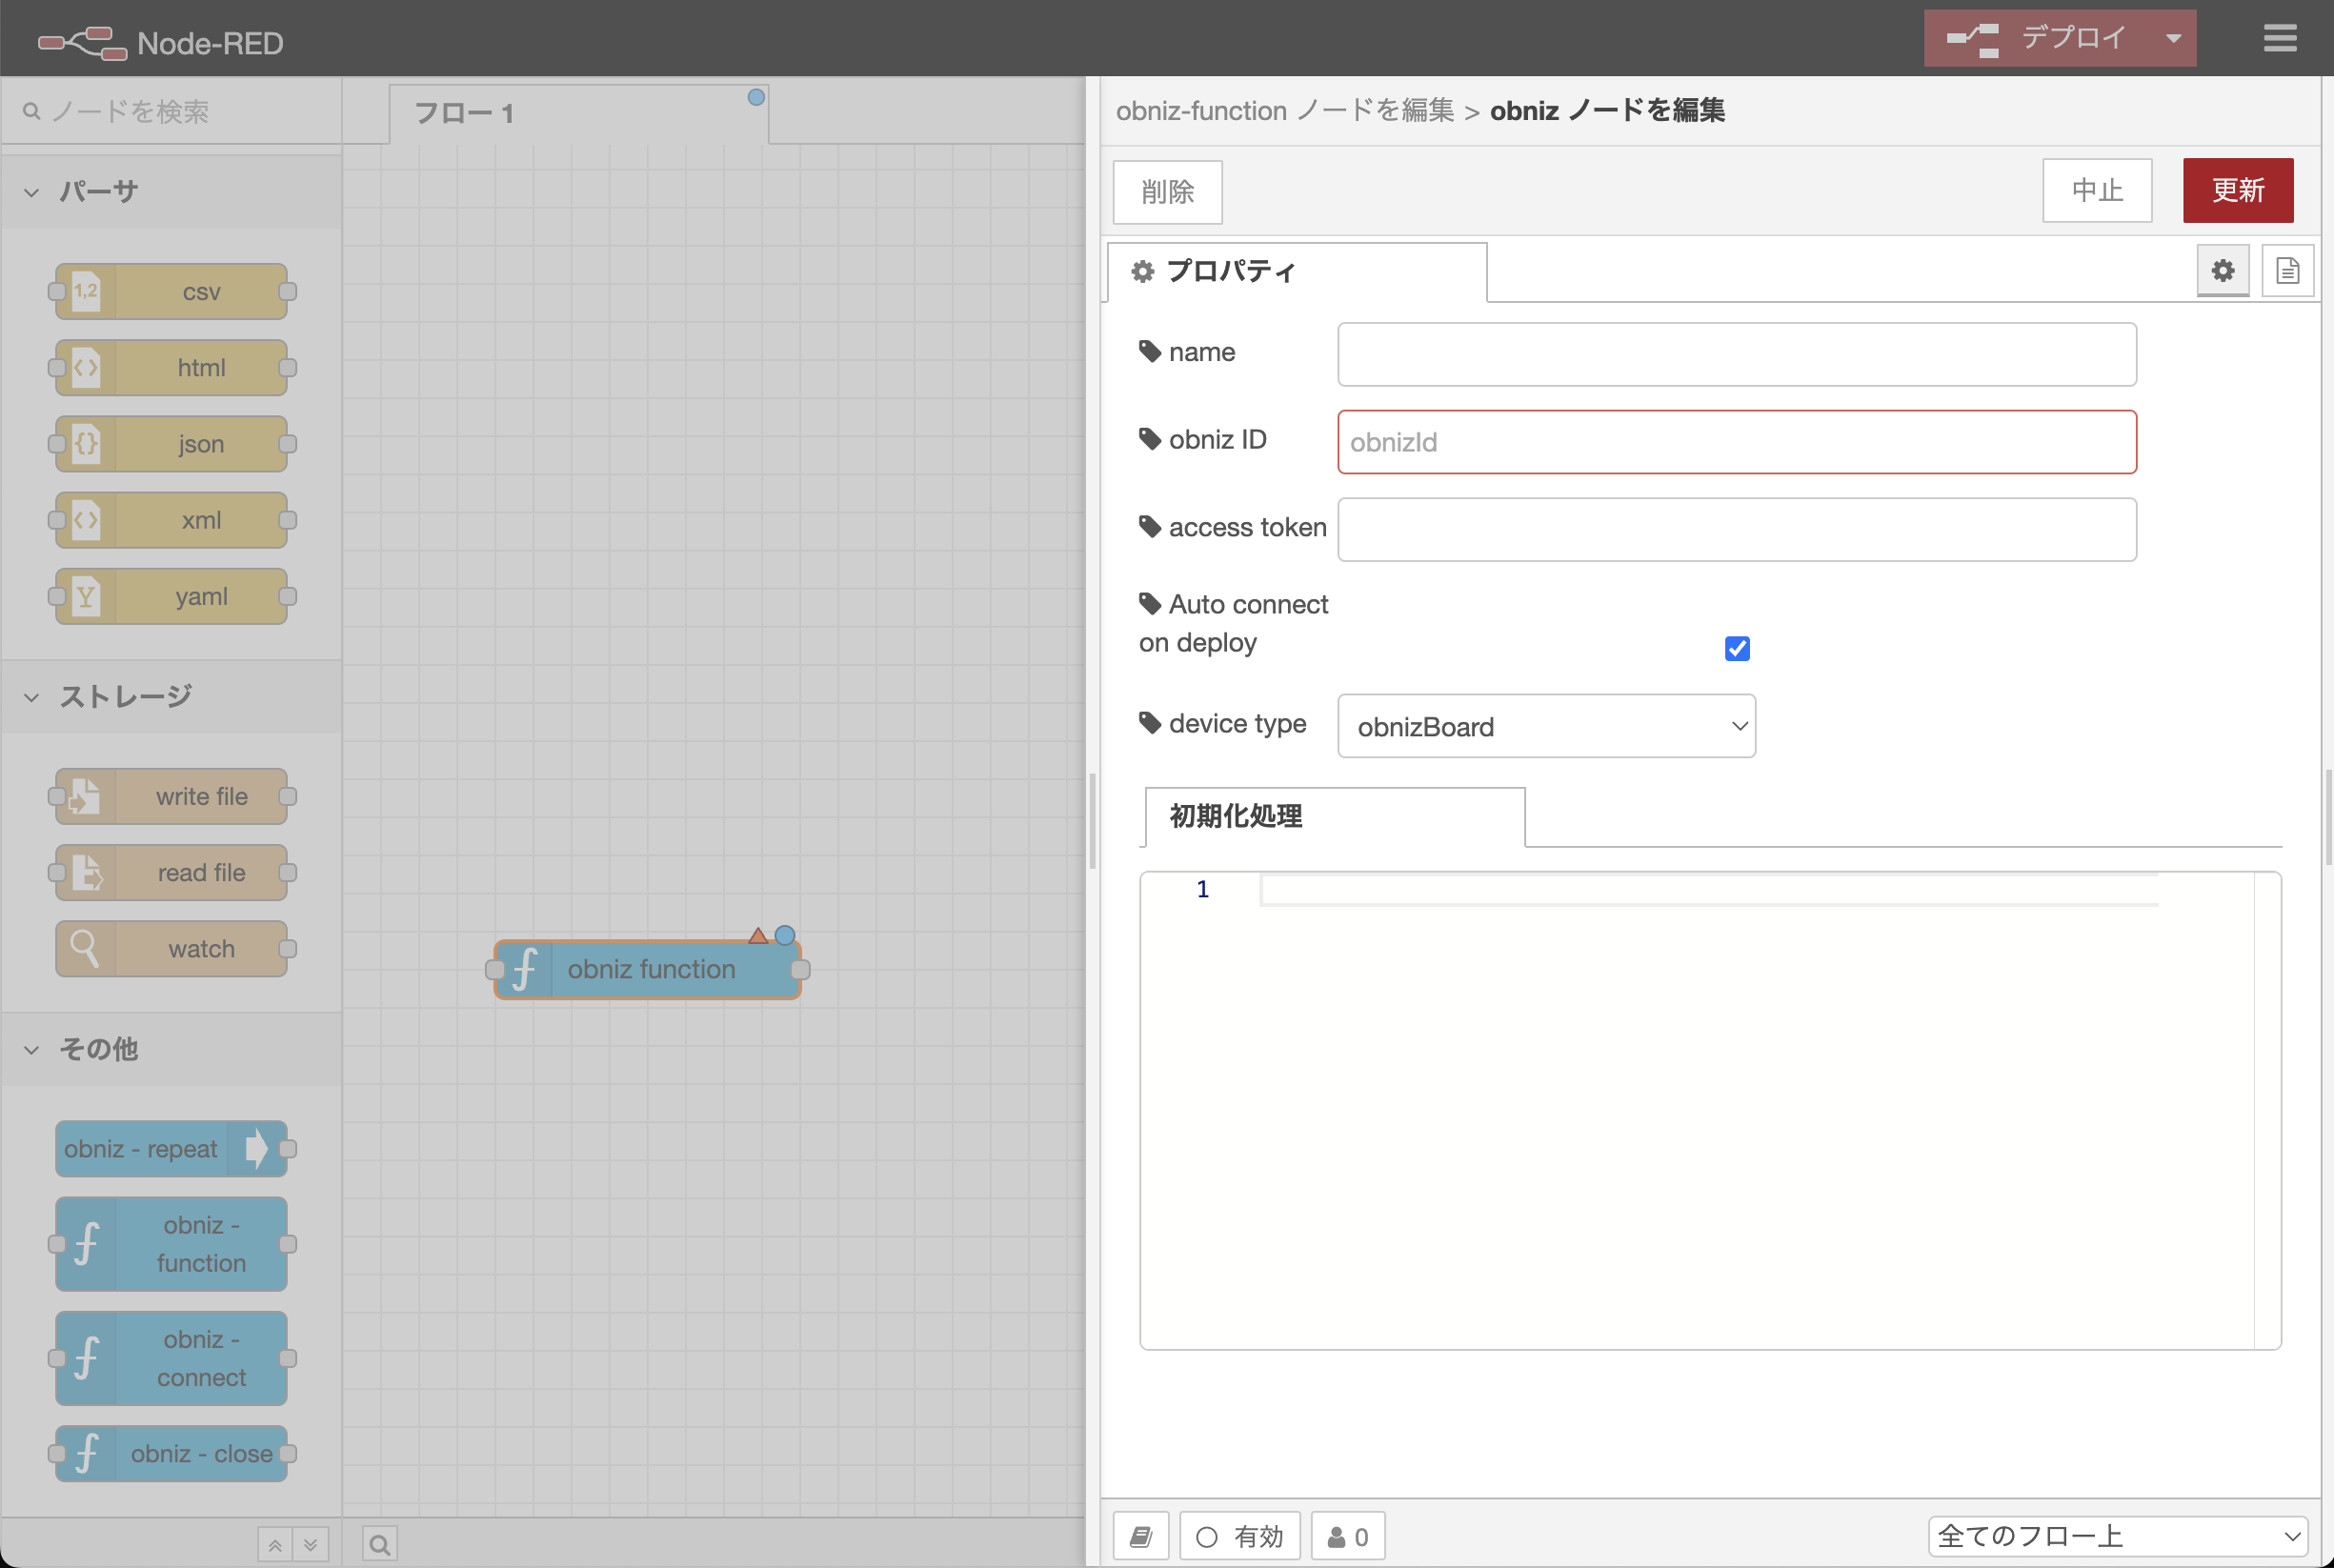 Node-RED
デプロイ
ノードを検索
パーサ
1,2
csv
html
json
xml
yaml
ストレージ
write file
read file
watch
その他
obniz - repeat
obniz -
function
obniz -
connect
obniz - close
フロー 1
obniz function
obniz-function ノードを編集 > obniz ノードを編集
削除
中止
更新
プロパティ
name
obniz ID
obnizId
access token
Auto connect
on deploy
device type
obnizBoard
初期化処理
1
有効
0
全てのフロー上